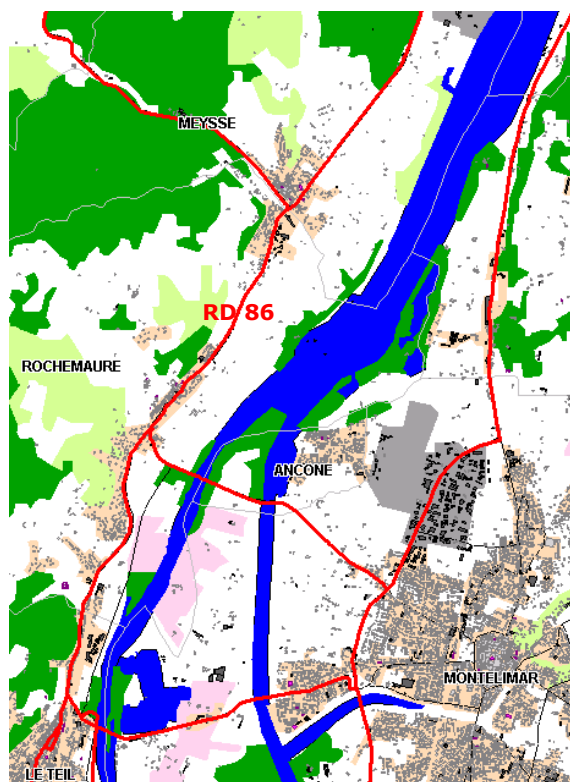 MEYSSE
RD 86
ROCHEMAURE
ANCONE
MONTELIMAR
LE TEIL